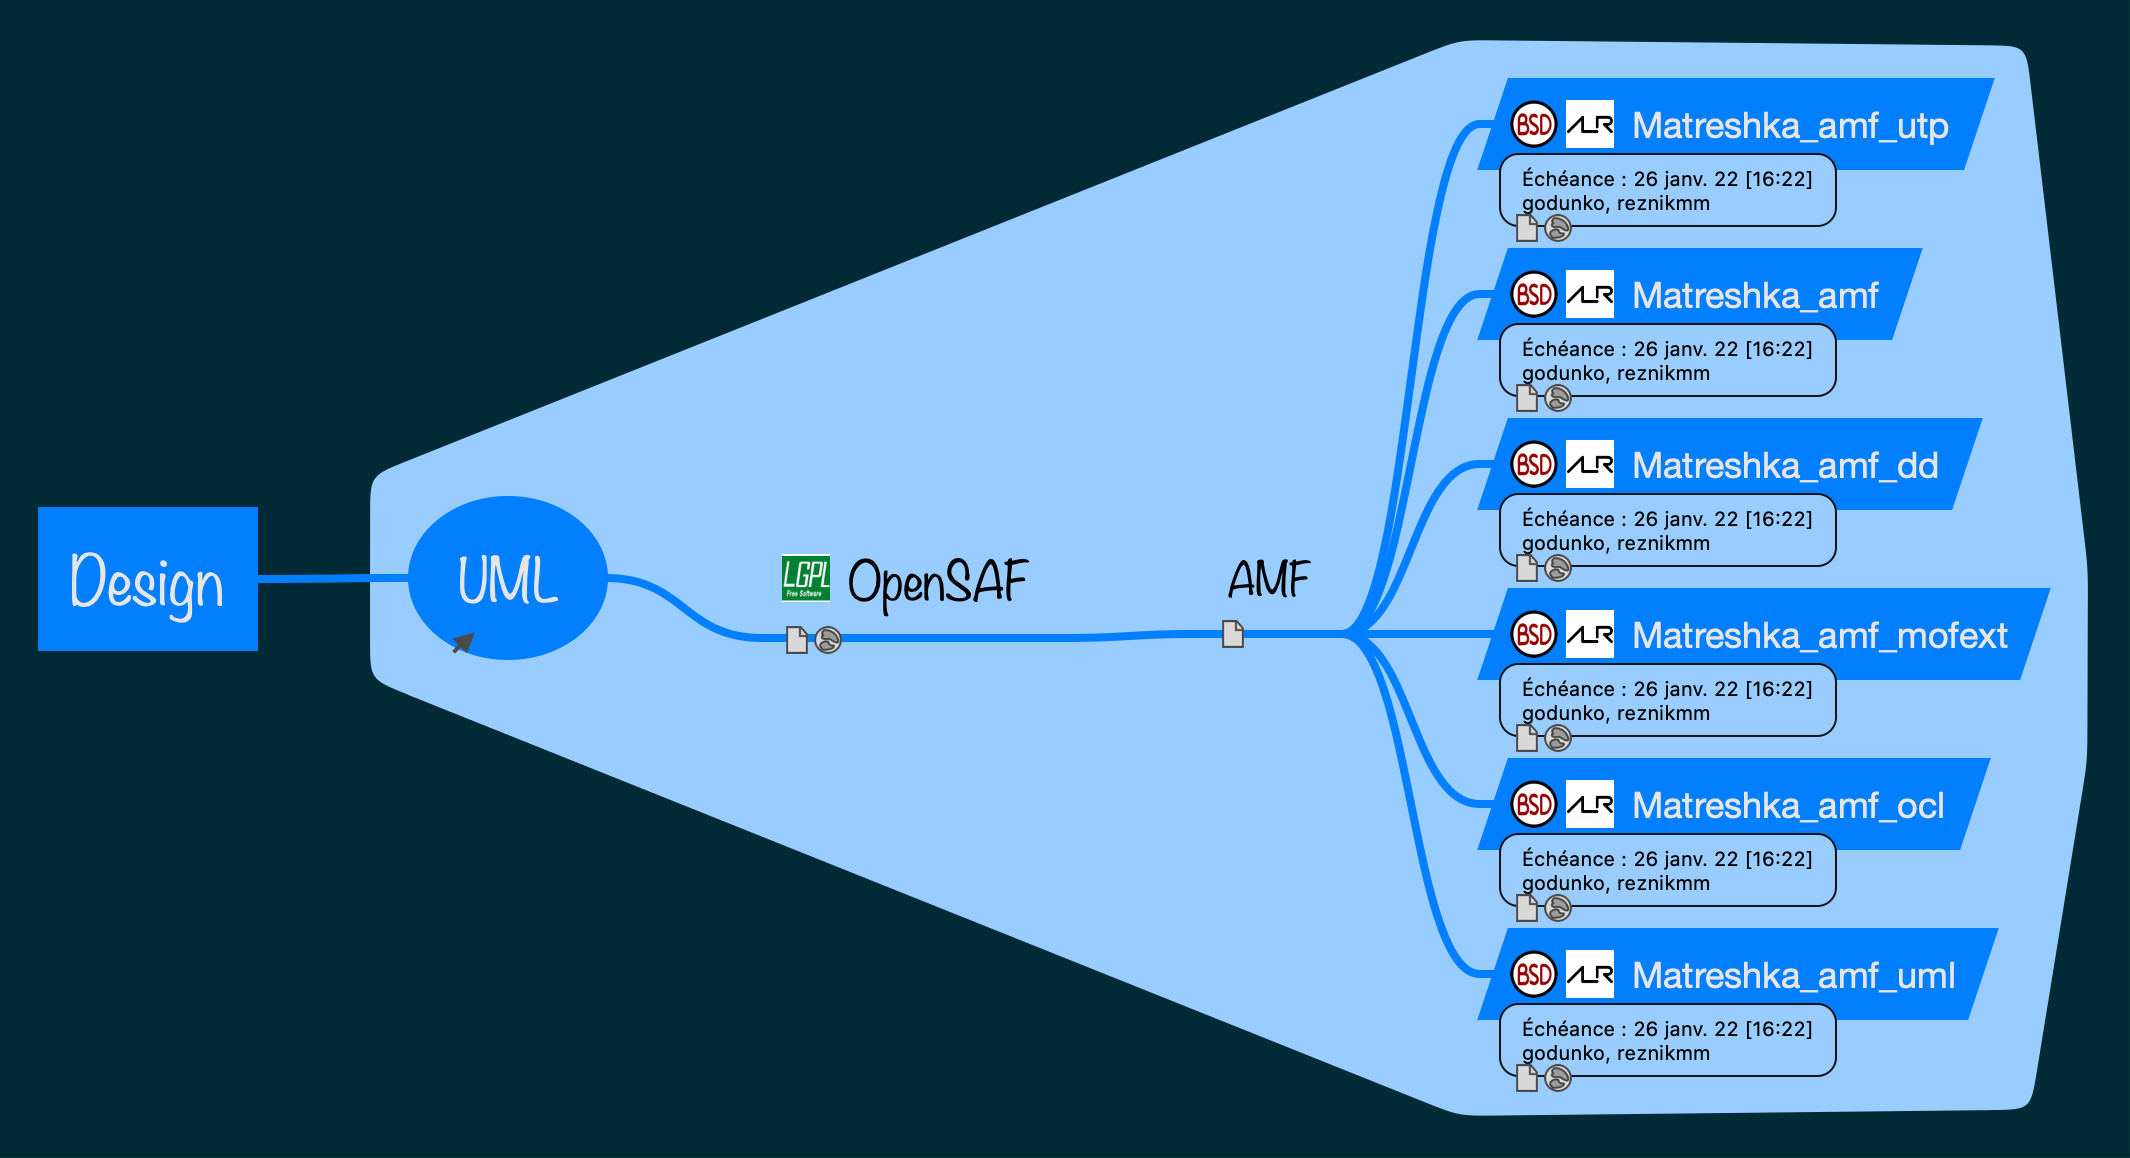 Design
UML
LGPL
Free Software
OpenSAF
AMF
BSD ALR Matreshka_amf_utp
Échéance : 26 janv. 22 [16:22]
godunko, reznikmm
BSD ALR Matreshka_amf
Échéance : 26 janv. 22 [16:22]
godunko, reznikmm
BSD ALR Matreshka_amf_dd
Échéance : 26 janv. 22 [16:22]
godunko, reznikmm
BSD ALR Matreshka_amf_mofext
Échéance : 26 janv. 22 [16:22]
godunko, reznikmm
BSD ALR Matreshka_amf_ocl
Échéance : 26 janv. 22 [16:22]
godunko, reznikmm
BSD ALR Matreshka_amf_uml
Échéance : 26 janv. 22 [16:22]
godunko, reznikmm